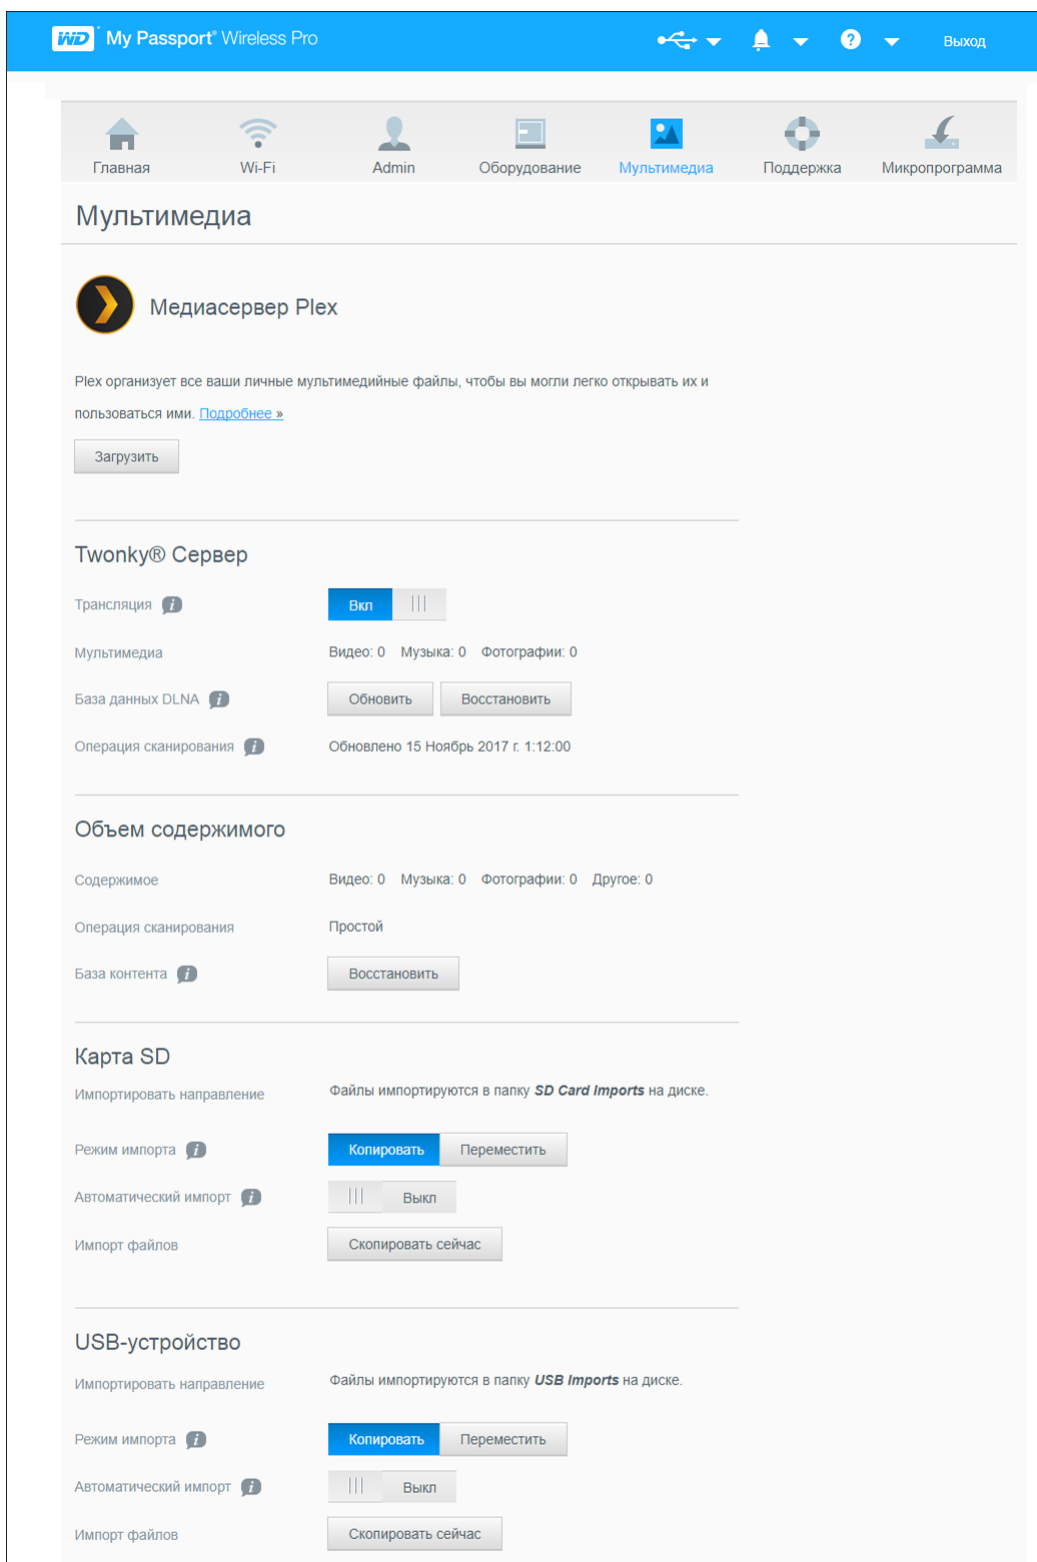 WD My Passport® Wireless Pro
Выход
Главная Wi-Fi Admin Оборудование Мультимедиа Поддержка Микропрограмма
Мультимедиа
Медиасервер Plex
Plex организует все ваши личные мультимедийные файлы, чтобы вы могли легко открывать их и
пользоваться ими. Подробнее »
Загрузить
Twonky® Сервер
Трансляция i Вкл
Мультимедиа Видео: 0 Музыка: 0 Фотографии: 0
База данных DLNA i Обновить Восстановить
Операция сканирования i Обновлено 15 Ноябрь 2017 г. 1:12:00
Объем содержимого
Содержимое Видео: 0 Музыка: 0 Фотографии: 0 Другое: 0
Операция сканирования Простой
База контента i Восстановить
Карта SD
Импортировать направление Файлы импортируются в папку SD Card Imports на диске.
Режим импорта i Копировать Переместить
Автоматический импорт i Выкл
Импорт файлов Скопировать сейчас
USB-устройство
Импортировать направление Файлы импортируются в папку USB Imports на диске.
Режим импорта i Копировать Переместить
Автоматический импорт i Выкл
Импорт файлов Скопировать сейчас